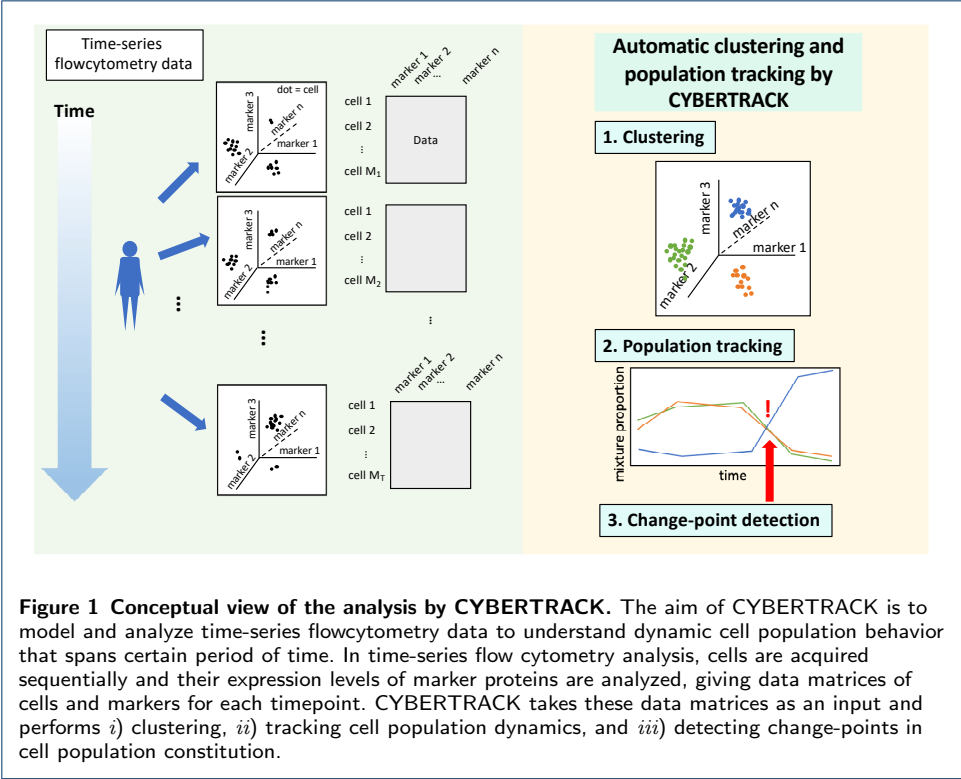 Time-series
flowcytometry data
Time
dot = cell
marker 3
marker n
marker 1
marker 2
marker 1
marker 2
...
marker n
cell 1
cell 2
...
cell M1
Data
marker 3
marker n
marker 1
marker 2
cell 1
cell 2
...
cell M2
...
...
...
marker 1
marker 2
...
marker n
marker 3
marker n
marker 1
marker 2
cell 1
cell 2
...
cell MT
Automatic clustering and
population tracking by
CYBERTRACK
1. Clustering
marker 3
marker n
marker 1
marker 2
2. Population tracking
mixture proportion
!
time
3. Change-point detection
Figure 1 Conceptual view of the analysis by CYBERTRACK. The aim of CYBERTRACK is to
model and analyze time-series flowcytometry data to understand dynamic cell population behavior
that spans certain period of time. In time-series flow cytometry analysis, cells are acquired
sequentially and their expression levels of marker proteins are analyzed, giving data matrices of
cells and markers for each timepoint. CYBERTRACK takes these data matrices as an input and
performs i) clustering, ii) tracking cell population dynamics, and iii) detecting change-points in
cell population constitution.